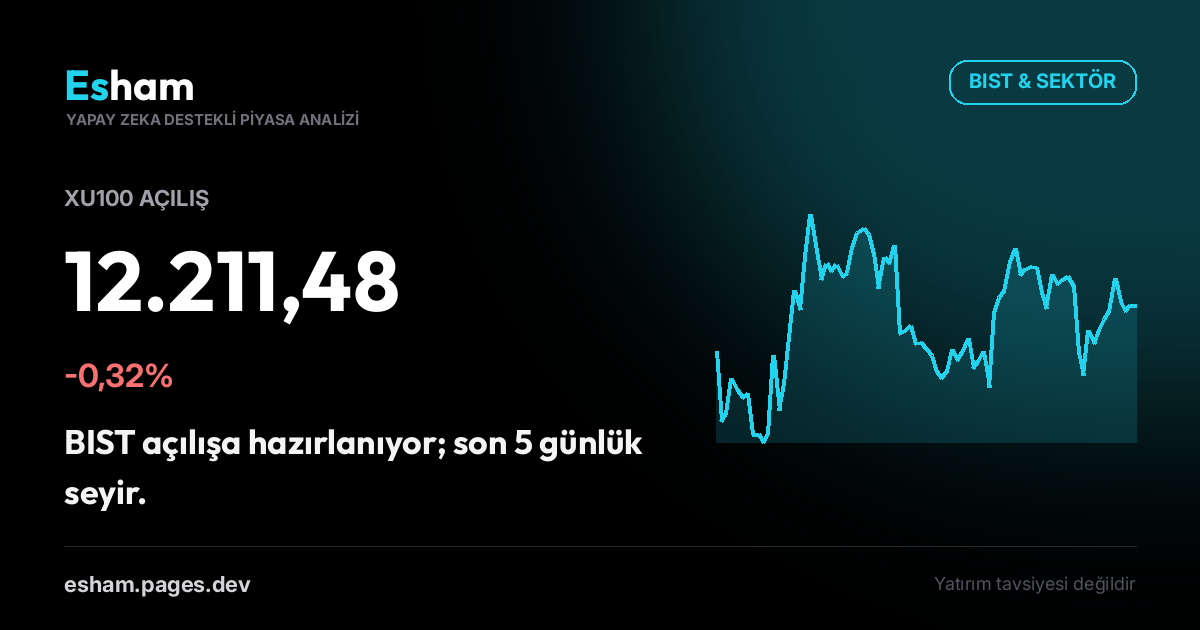 Esham
YAPAY ZEKA DESTEKLİ PİYASA ANALİZİ
BIST & SEKTÖR
XU100 AÇILIŞ
12.211,48
-0,32%
BIST açılışa hazırlanıyor; son 5 günlük
seyir.
esham.pages.dev
Yatırım tavsiyesi değildir